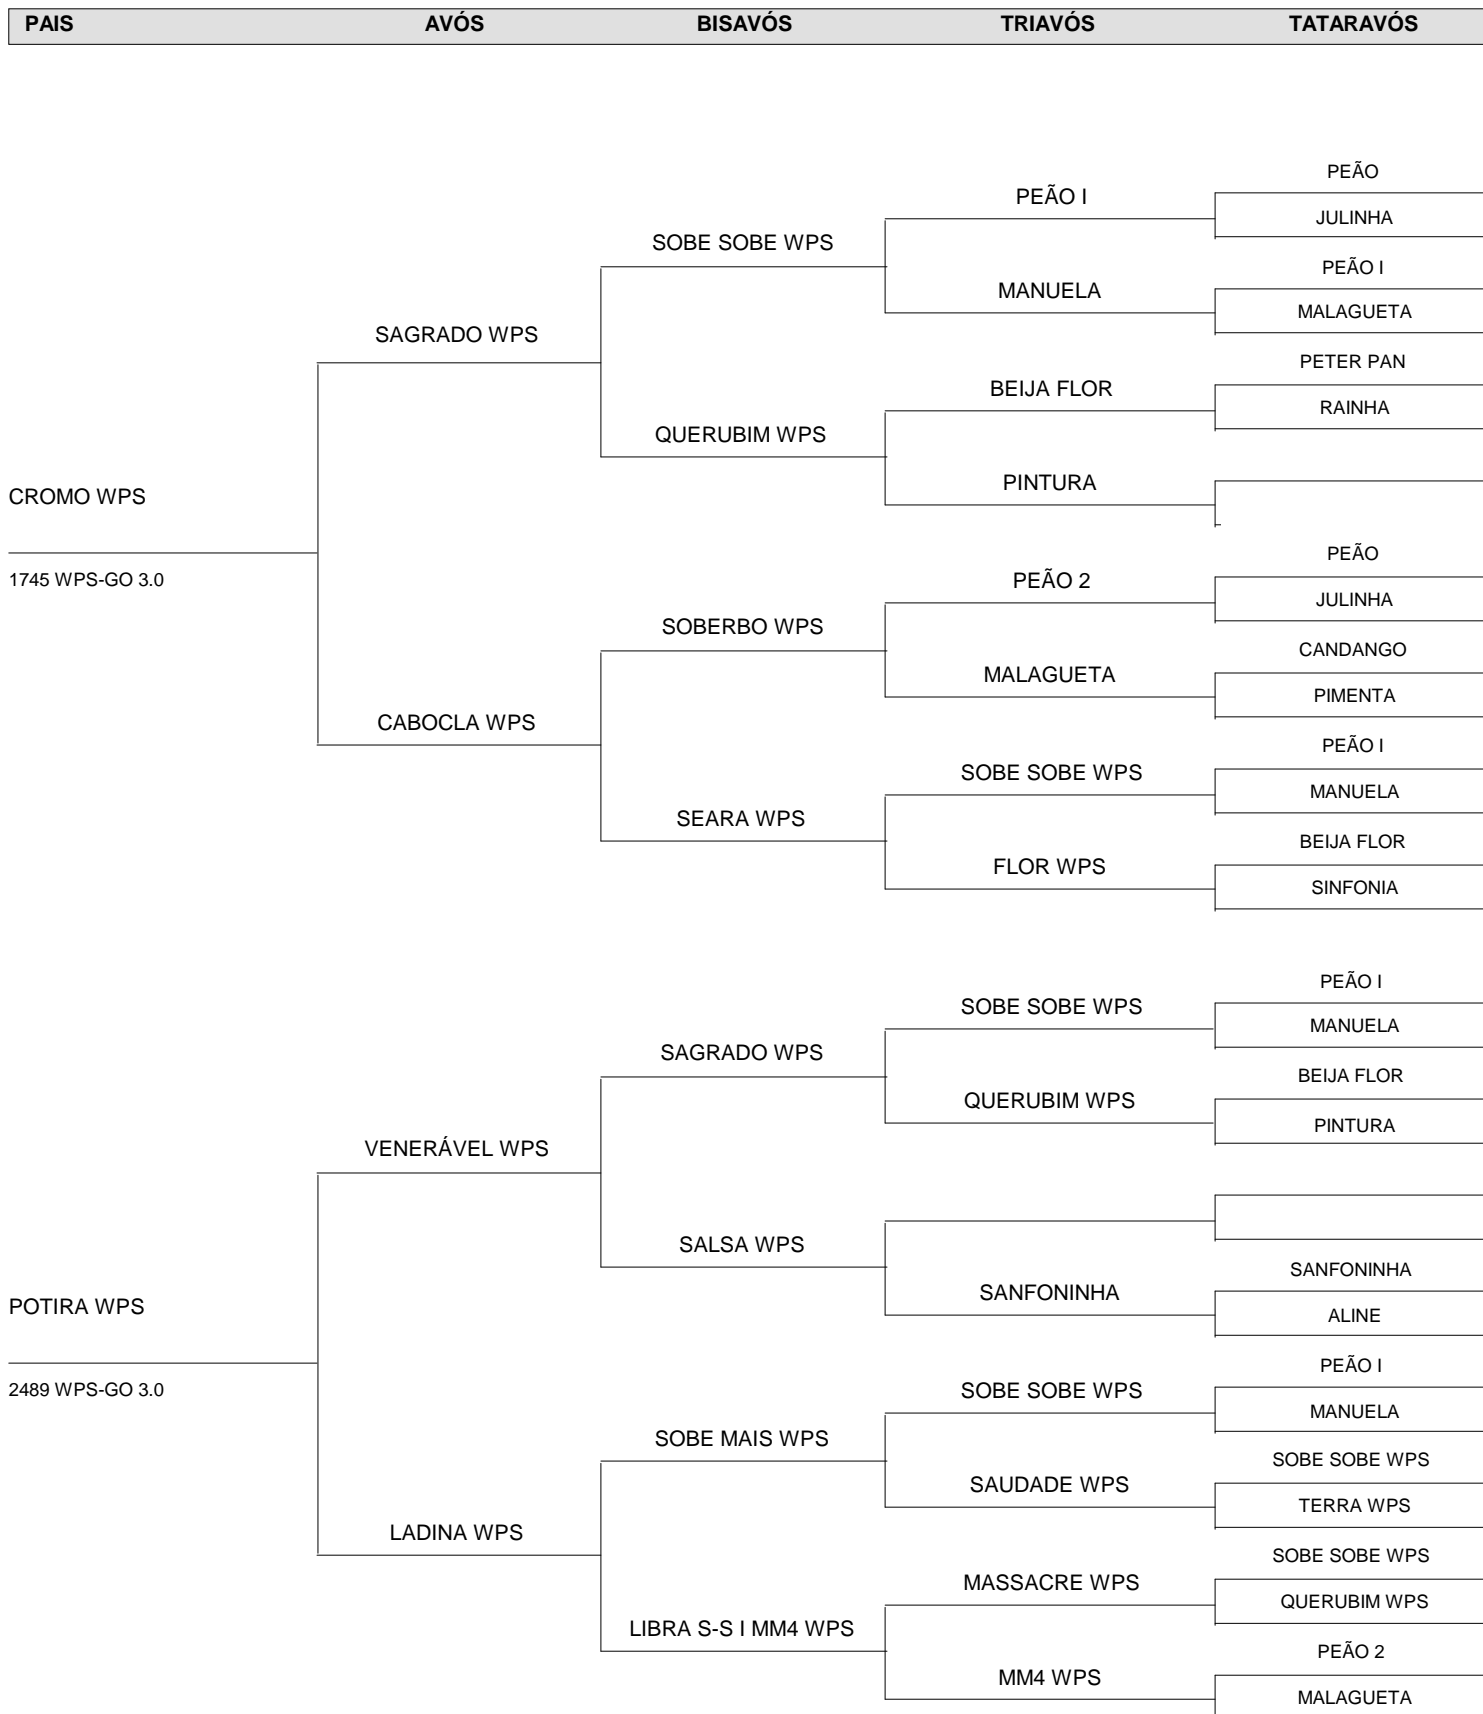 PAIS AVÓS BISAVÓS TRIAVÓS TATARAVÓS
PEÃO
PEÃO I
JULINHA
SOBE SOBE WPS
PEÃO I
MANUELA
MALAGUETA
SAGRADO WPS
PETER PAN
BEIJA FLOR
RAINHA
QUERUBIM WPS
PINTURA
CROMO WPS
PEÃO
1745 WPS-GO 3.0
PEÃO 2
JULINHA
SOBERBO WPS
CANDANGO
MALAGUETA
PIMENTA
CABOCLA WPS
PEÃO I
SOBE SOBE WPS
MANUELA
SEARA WPS
BEIJA FLOR
FLOR WPS
SINFONIA
PEÃO I
SOBE SOBE WPS
MANUELA
SAGRADO WPS
BEIJA FLOR
QUERUBIM WPS
PINTURA
VENERÁVEL WPS
SALSA WPS
SANFONINHA
SANFONINHA
POTIRA WPS
ALINE
PEÃO I
2489 WPS-GO 3.0
SOBE SOBE WPS
MANUELA
SOBE MAIS WPS
SOBE SOBE WPS
SAUDADE WPS
TERRA WPS
LADINA WPS
SOBE SOBE WPS
MASSACRE WPS
QUERUBIM WPS
LIBRA S-S I MM4 WPS
PEÃO 2
MM4 WPS
MALAGUETA